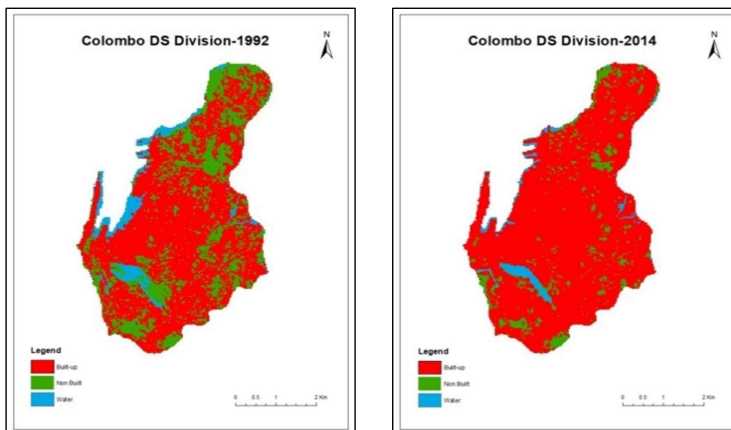 Colombo DS Division-1992
N
Legend
Built-up
Non Built
Water
0 0.5 1 2 Km
Colombo DS Division-2014
N
Legend
Built-up
Non Built
Water
0 0.5 1 2 Km